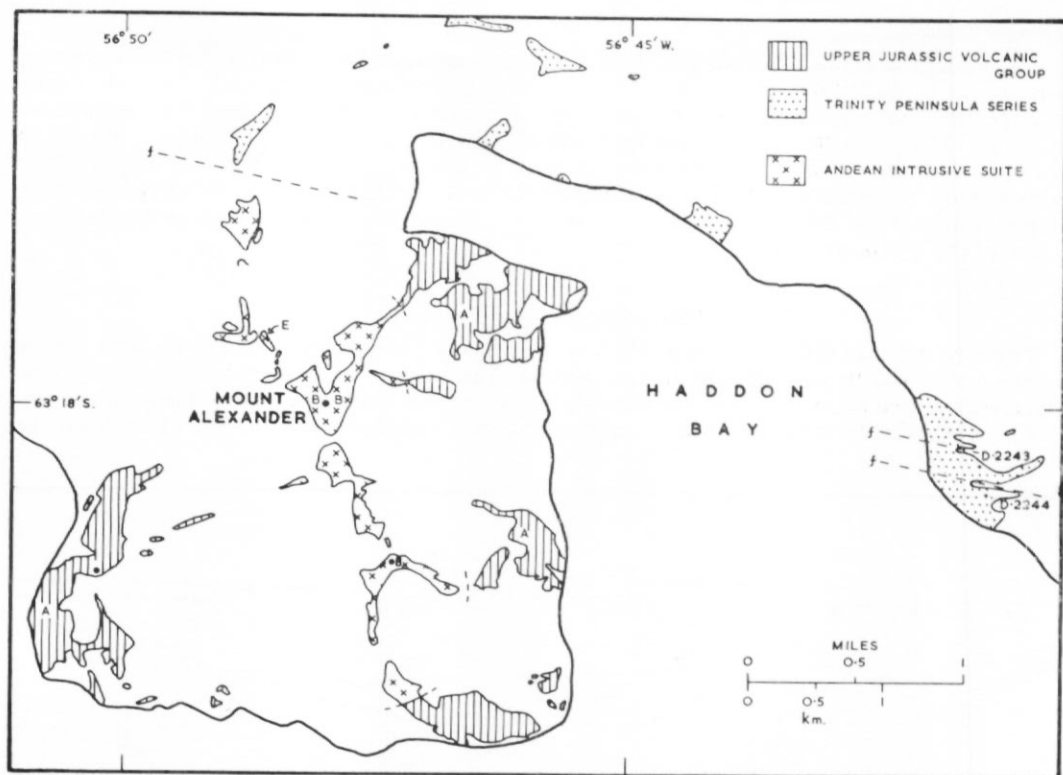 56° 50'
56° 45' W.
UPPER JURASSIC VOLCANIC
GROUP
TRINITY PENINSULA SERIES
ANDEAN INTRUSIVE SUITE
f
A
E
63° 18' S.
MOUNT
ALEXANDER
B
B
HADDON
BAY
f
D·2243
f
D·2244
A
B
A
MILES
0
0·5
1
0
0·5
1
km.